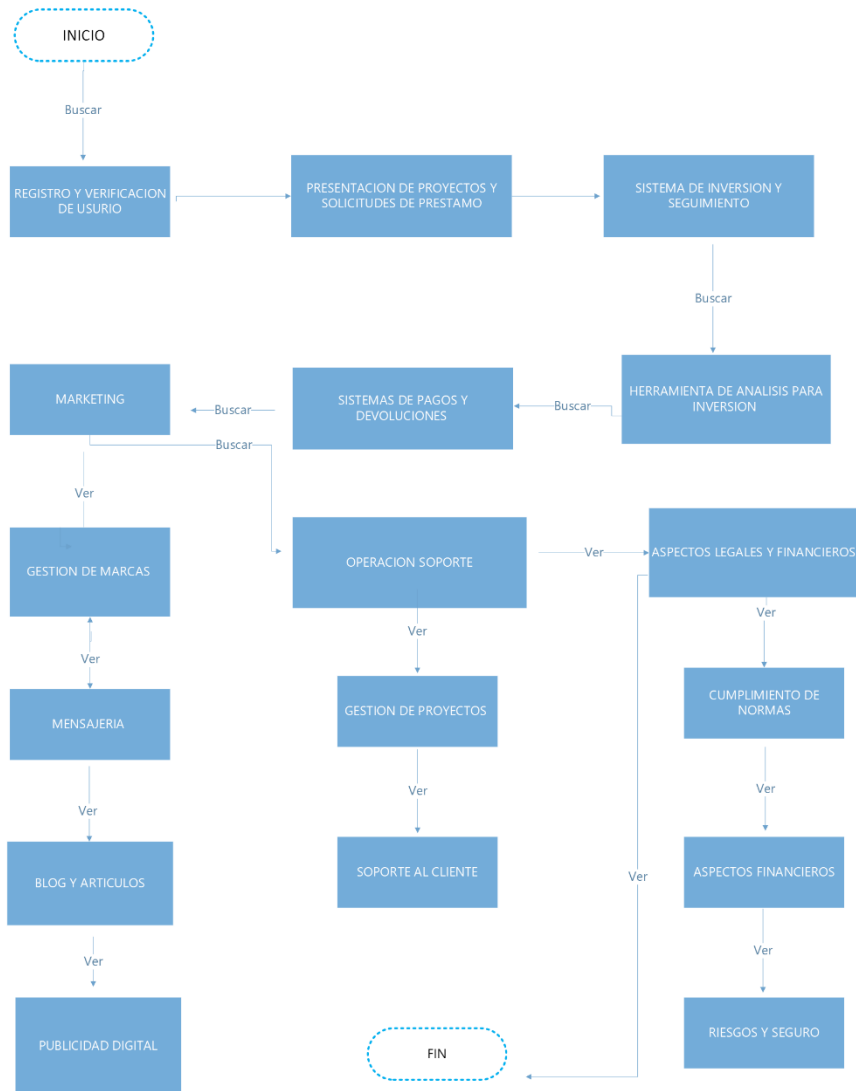 INICIO
Buscar
REGISTRO Y VERIFICACION
DE USURIO
PRESENTACION DE PROYECTOS Y
SOLICITUDES DE PRESTAMO
SISTEMA DE INVERSION Y
SEGUIMIENTO
Buscar
HERRAMIENTA DE ANALISIS PARA
INVERSION
Buscar
SISTEMAS DE PAGOS Y
DEVOLUCIONES
Buscar
MARKETING
Buscar
Ver
GESTION DE MARCAS
Ver
MENSAJERIA
Ver
BLOG Y ARTICULOS
Ver
PUBLICIDAD DIGITAL
OPERACION SOPORTE
Ver
GESTION DE PROYECTOS
Ver
SOPORTE AL CLIENTE
Ver
ASPECTOS LEGALES Y FINANCIEROS
Ver
CUMPLIMIENTO DE
NORMAS
Ver
ASPECTOS FINANCIEROS
Ver
RIESGOS Y SEGURO
Ver
FIN